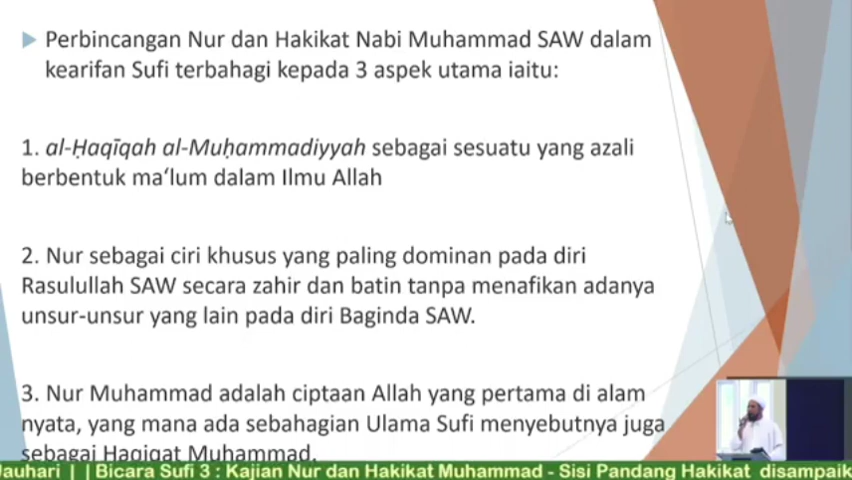 Perbincangan Nur dan Hakikat Nabi Muhammad SAW dalam
kearifan Sufi terbahagi kepada 3 aspek utama iaitu:
1. al-Ḥaqīqah al-Muḥammadiyyah sebagai sesuatu yang azali
berbentuk ma‘lum dalam Ilmu Allah
2. Nur sebagai ciri khusus yang paling dominan pada diri
Rasulullah SAW secara zahir dan batin tanpa menafikan adanya
unsur-unsur yang lain pada diri Baginda SAW.
3. Nur Muhammad adalah ciptaan Allah yang pertama di alam
nyata, yang mana ada sebahagian Ulama Sufi menyebutnya juga
sebagai Haqiqat Muhammad.
Jauhari | | Bicara Sufi 3 : Kajian Nur dan Hakikat Muhammad - Sisi Pandang Hakikat disampaik